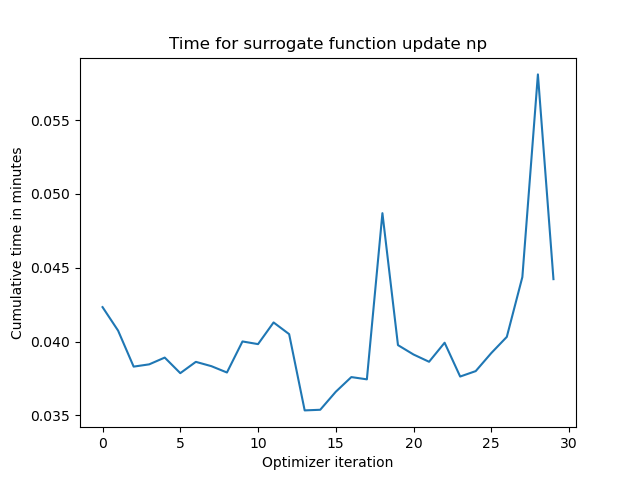 Time for surrogate function update np
0.055
0.050
0.045
0.040
0.035
Cumulative time in minutes
0 5 10 15 20 25 30
Optimizer iteration